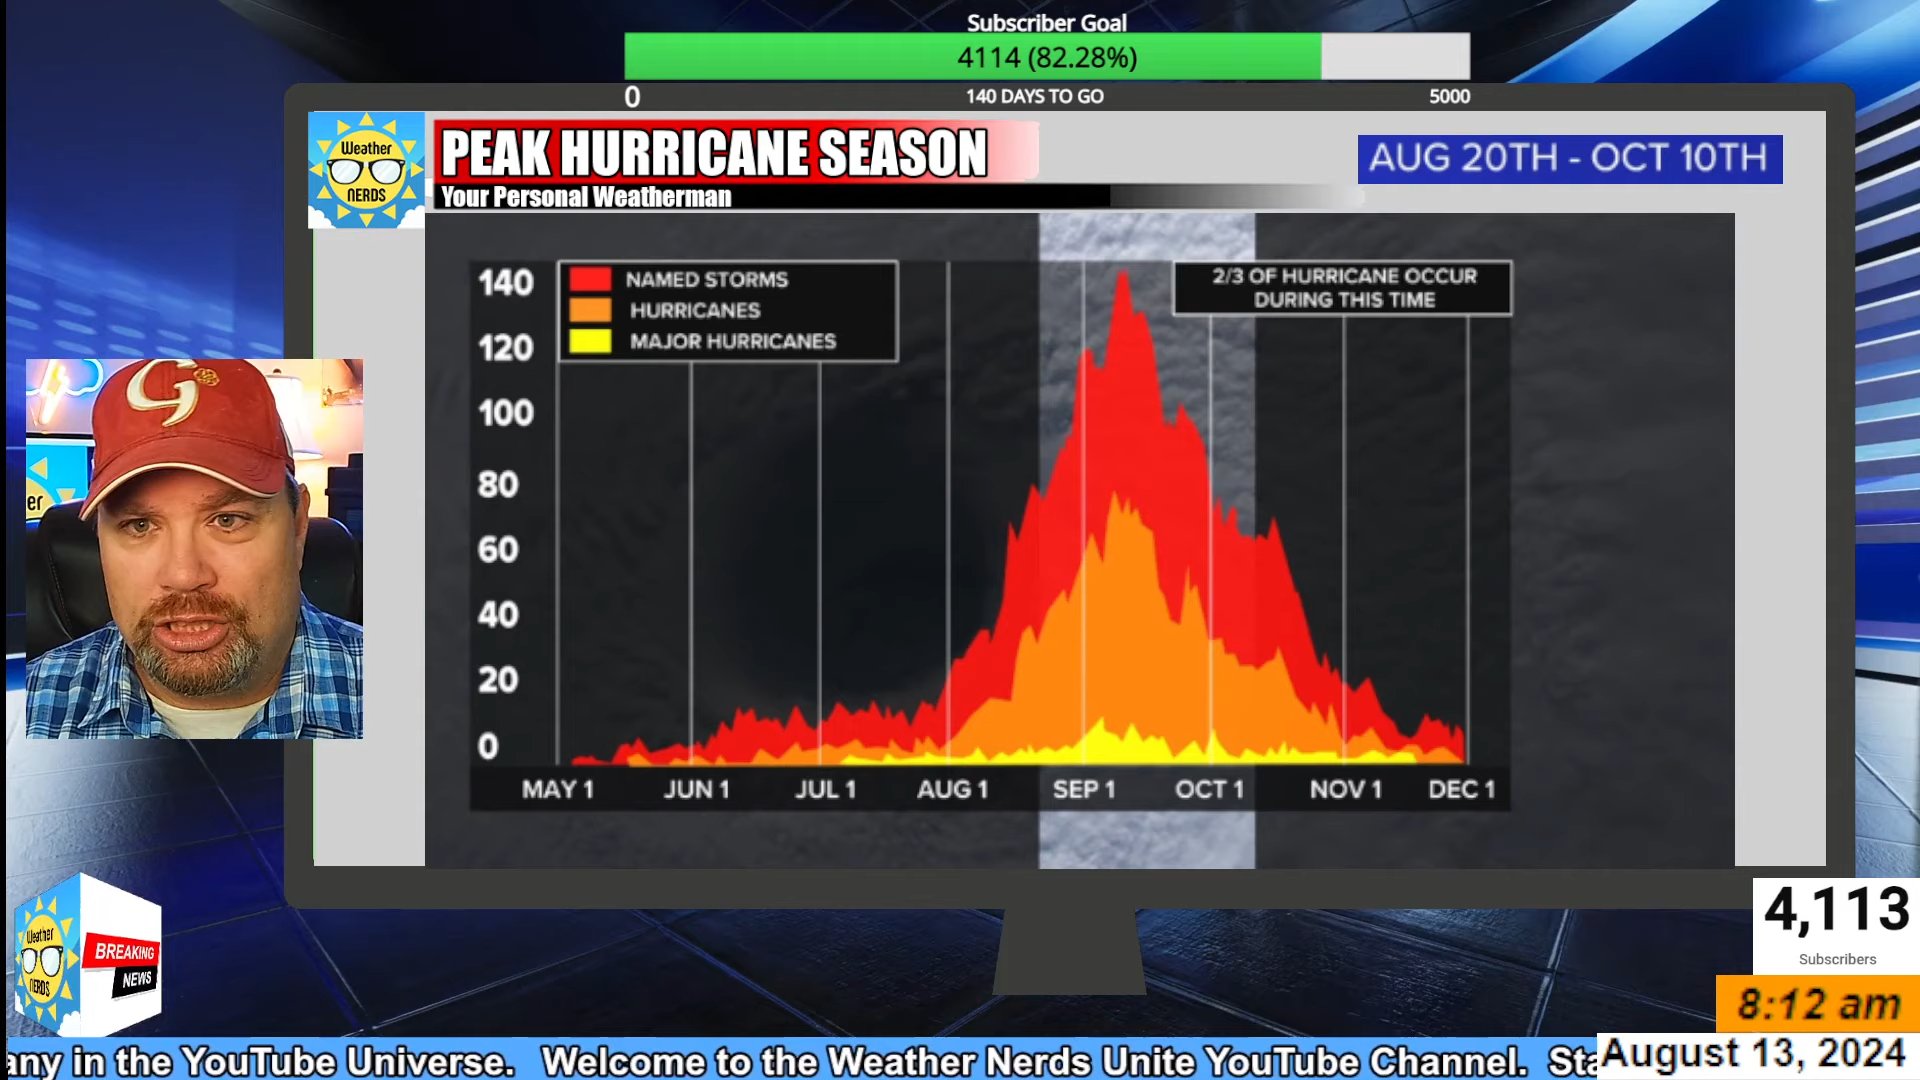 Subscriber Goal
4114 (82.28%)
0
140 DAYS TO GO
5000
Weather
NERDS
PEAK HURRICANE SEASON
Your Personal Weatherman
AUG 20TH - OCT 10TH
NAMED STORMS
HURRICANES
MAJOR HURRICANES
2/3 OF HURRICANE OCCUR
DURING THIS TIME
140
120
100
80
60
40
20
0
MAY 1
JUN 1
JUL 1
AUG 1
SEP 1
OCT 1
NOV 1
DEC 1
G
er
Weather
NERDS
BREAKING
NEWS
4,113
Subscribers
8:12 am
August 13, 2024
any in the YouTube Universe. Welcome to the Weather Nerds Unite YouTube Channel. Sta